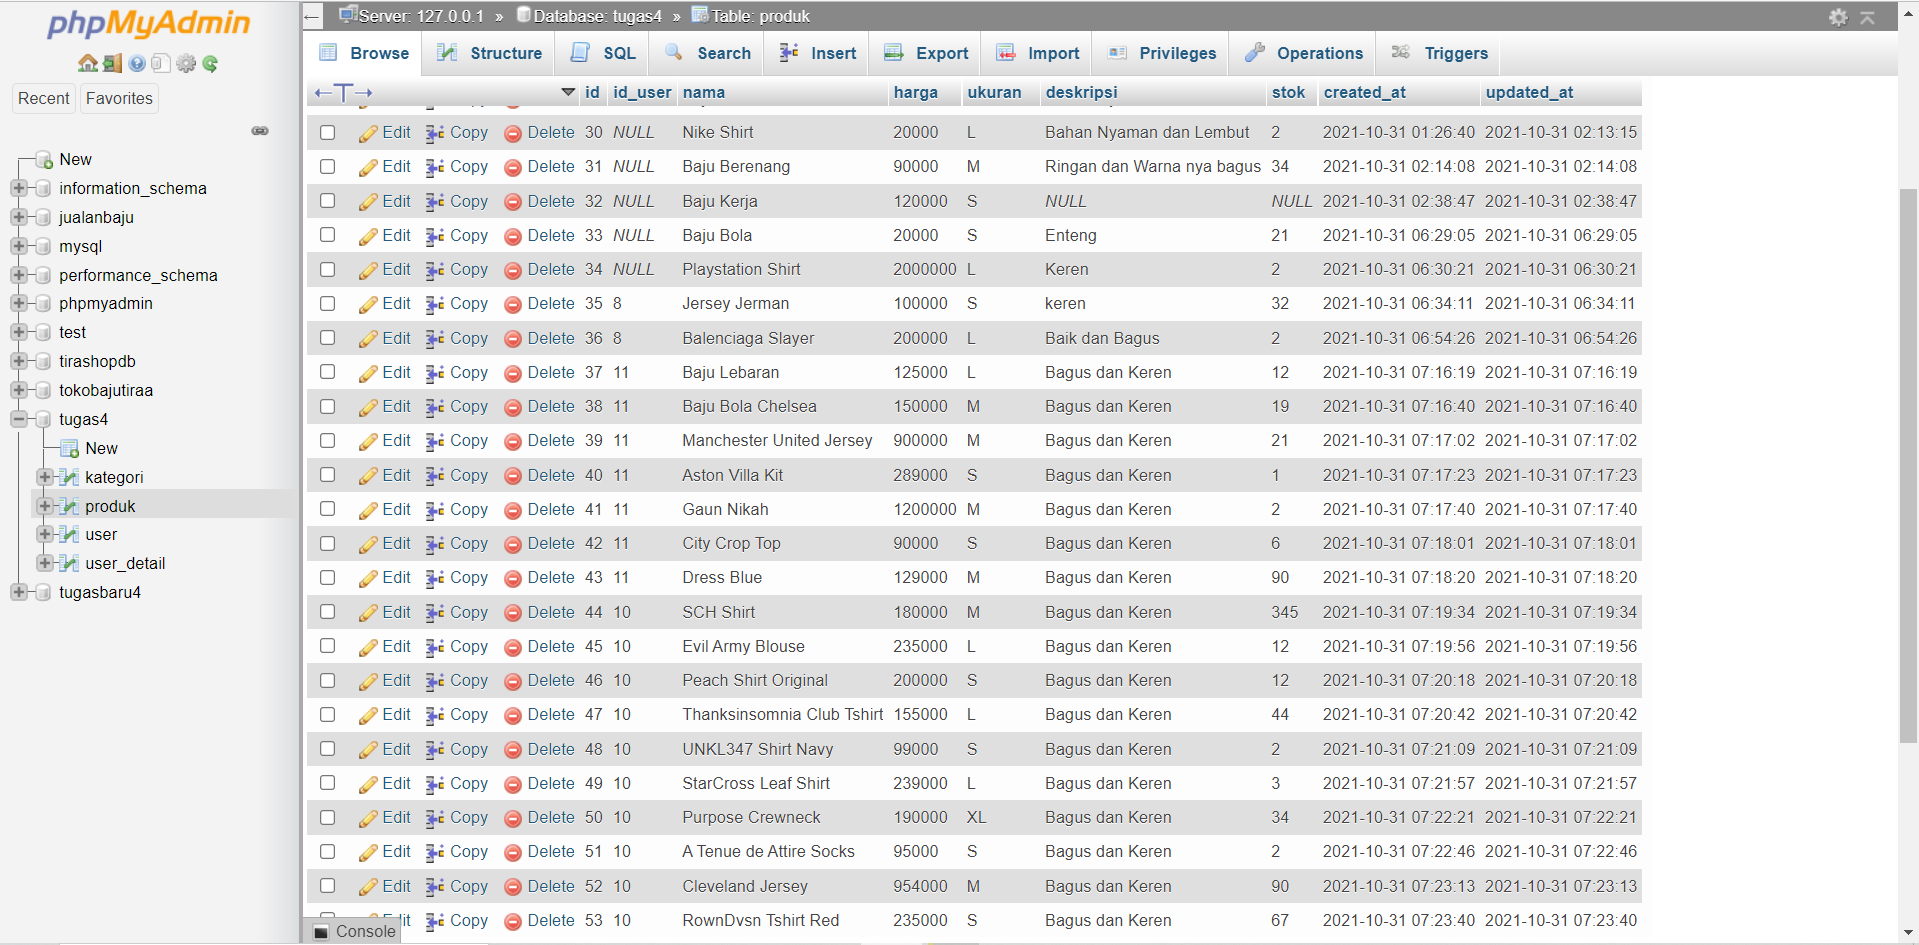 phpMyAdmin
Recent Favorites
New
information_schema
jualanbaju
mysql
performance_schema
phpmyadmin
test
tirashopdb
tokobajutiraa
tugas4
New
kategori
produk
user
user_detail
tugasbaru4
Server: 127.0.0.1 » Database: tugas4 » Table: produk
Browse Structure SQL Search Insert Export Import Privileges Operations Triggers
id id_user nama harga ukuran deskripsi stok created_at updated_at
Edit Copy Delete 30 NULL Nike Shirt 20000 L Bahan Nyaman dan Lembut 2 2021-10-31 01:26:40 2021-10-31 02:13:15
Edit Copy Delete 31 NULL Baju Berenang 90000 M Ringan dan Warna nya bagus 34 2021-10-31 02:14:08 2021-10-31 02:14:08
Edit Copy Delete 32 NULL Baju Kerja 120000 S NULL NULL 2021-10-31 02:38:47 2021-10-31 02:38:47
Edit Copy Delete 33 NULL Baju Bola 20000 S Enteng 21 2021-10-31 06:29:05 2021-10-31 06:29:05
Edit Copy Delete 34 NULL Playstation Shirt 2000000 L Keren 2 2021-10-31 06:30:21 2021-10-31 06:30:21
Edit Copy Delete 35 8 Jersey Jerman 100000 S keren 32 2021-10-31 06:34:11 2021-10-31 06:34:11
Edit Copy Delete 36 8 Balenciaga Slayer 200000 L Baik dan Bagus 2 2021-10-31 06:54:26 2021-10-31 06:54:26
Edit Copy Delete 37 11 Baju Lebaran 125000 L Bagus dan Keren 12 2021-10-31 07:16:19 2021-10-31 07:16:19
Edit Copy Delete 38 11 Baju Bola Chelsea 150000 M Bagus dan Keren 19 2021-10-31 07:16:40 2021-10-31 07:16:40
Edit Copy Delete 39 11 Manchester United Jersey 900000 M Bagus dan Keren 21 2021-10-31 07:17:02 2021-10-31 07:17:02
Edit Copy Delete 40 11 Aston Villa Kit 289000 S Bagus dan Keren 1 2021-10-31 07:17:23 2021-10-31 07:17:23
Edit Copy Delete 41 11 Gaun Nikah 1200000 M Bagus dan Keren 2 2021-10-31 07:17:40 2021-10-31 07:17:40
Edit Copy Delete 42 11 City Crop Top 90000 S Bagus dan Keren 6 2021-10-31 07:18:01 2021-10-31 07:18:01
Edit Copy Delete 43 11 Dress Blue 129000 M Bagus dan Keren 90 2021-10-31 07:18:20 2021-10-31 07:18:20
Edit Copy Delete 44 10 SCH Shirt 180000 M Bagus dan Keren 345 2021-10-31 07:19:34 2021-10-31 07:19:34
Edit Copy Delete 45 10 Evil Army Blouse 235000 L Bagus dan Keren 12 2021-10-31 07:19:56 2021-10-31 07:19:56
Edit Copy Delete 46 10 Peach Shirt Original 200000 S Bagus dan Keren 12 2021-10-31 07:20:18 2021-10-31 07:20:18
Edit Copy Delete 47 10 Thanksinsomnia Club Tshirt 155000 L Bagus dan Keren 44 2021-10-31 07:20:42 2021-10-31 07:20:42
Edit Copy Delete 48 10 UNKL347 Shirt Navy 99000 S Bagus dan Keren 2 2021-10-31 07:21:09 2021-10-31 07:21:09
Edit Copy Delete 49 10 StarCross Leaf Shirt 239000 L Bagus dan Keren 3 2021-10-31 07:21:57 2021-10-31 07:21:57
Edit Copy Delete 50 10 Purpose Crewneck 190000 XL Bagus dan Keren 34 2021-10-31 07:22:21 2021-10-31 07:22:21
Edit Copy Delete 51 10 A Tenue de Attire Socks 95000 S Bagus dan Keren 2 2021-10-31 07:22:46 2021-10-31 07:22:46
Edit Copy Delete 52 10 Cleveland Jersey 954000 M Bagus dan Keren 90 2021-10-31 07:23:13 2021-10-31 07:23:13
Edit Copy Delete 53 10 RownDvsn Tshirt Red 235000 S Bagus dan Keren 67 2021-10-31 07:23:40 2021-10-31 07:23:40
Console